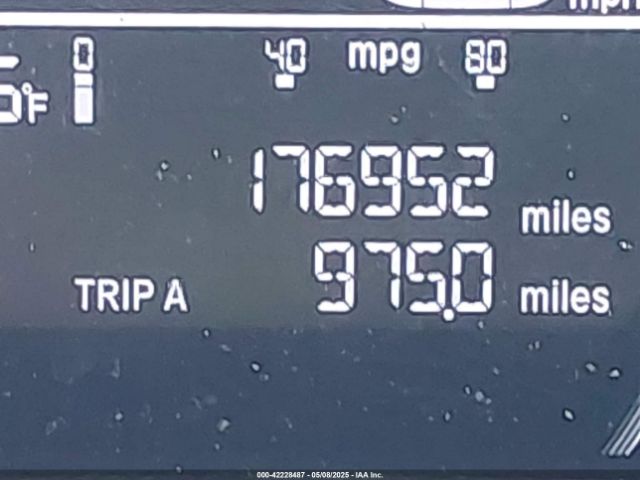 0 40 mpg 80
°F
176952 miles
TRIP A 975.0 miles
000-42228487 - 05/08/2025 - IAA Inc.